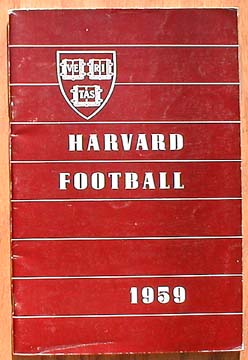 VE RI
TAS
HARVARD
FOOTBALL
1959